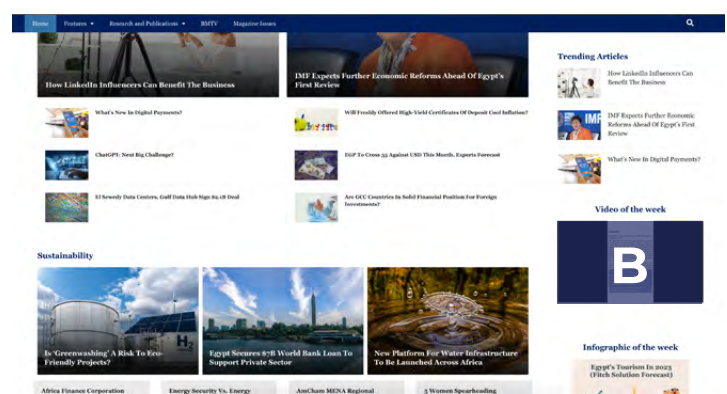 Home Features Research and Publications BMTV Magazine Issues
How LinkedIn Influencers Can Benefit The Business
IMF Expects Further Economic Reforms Ahead Of Egypt's
First Review
What's New In Digital Payments?
Will Freshly Offered High-Yield Certificates Of Deposit Cool Inflation?
ChatGPT: Next Big Challenge?
EGP To Cross 35 Against USD This Month, Experts Forecast
El Sewedy Data Centers, Gulf Data Hub Sign $2.1B Deal
Are GCC Countries In Solid Financial Position For Foreign
Investments?
Sustainability
H2
Is 'Greenwashing' A Risk To Eco-
Friendly Projects?
Egypt Secures $7B World Bank Loan To
Support Private Sector
New Platform For Water Infrastructure
To Be Launched Across Africa
Africa Finance Corporation
Energy Security Vs. Energy
AmCham MENA Regional
5 Women Spearheading
Trending Articles
How LinkedIn Influencers Can
Benefit The Business
IMF
IMF Expects Further Economic
Reforms Ahead Of Egypt's First
Review
What's New In Digital Payments?
Video of the week
B
Infographic of the week
Egypt's Tourism In 2023
(Fitch Solution Forecast)